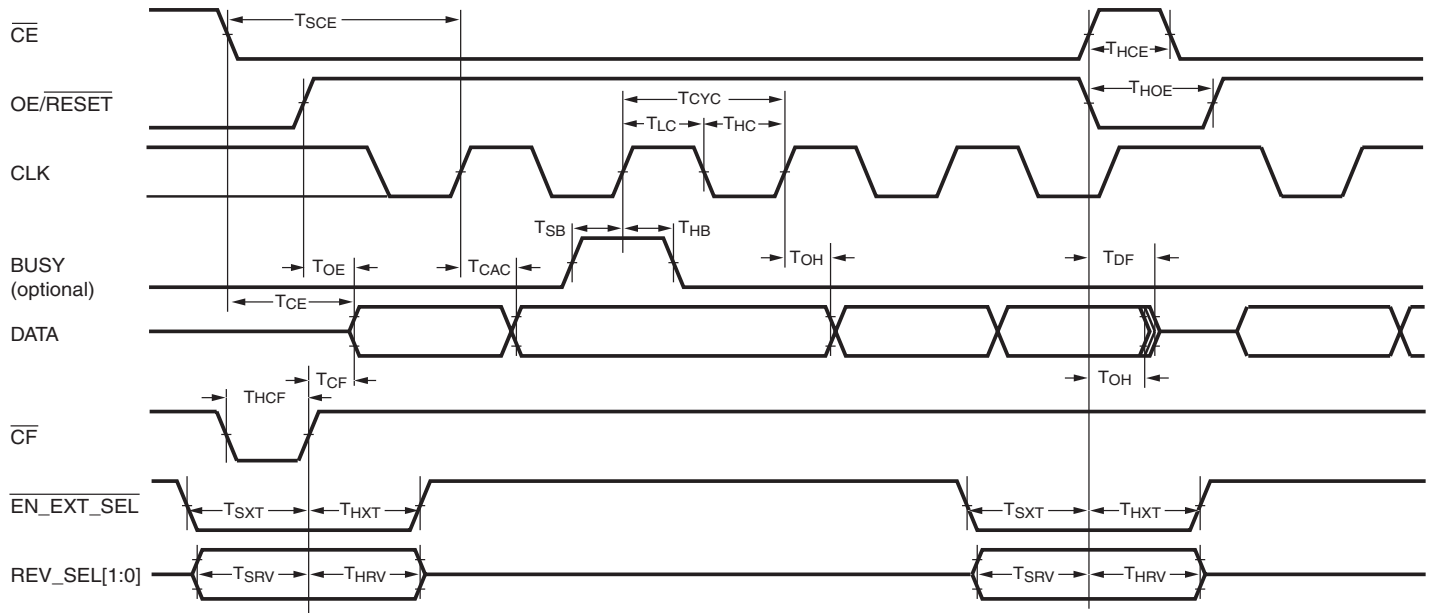 CE
TSCE
THCE
OE/RESET
THOE
TCYC
TLC
THC
CLK
TSB
THB
BUSY
(optional)
TOE
TCAC
TOH
TDF
TCE
DATA
TCF
TOH
THCF
CF
EN_EXT_SEL
TSXT
THXT
TSXT
THXT
REV_SEL[1:0]
TSRV
THRV
TSRV
THRV